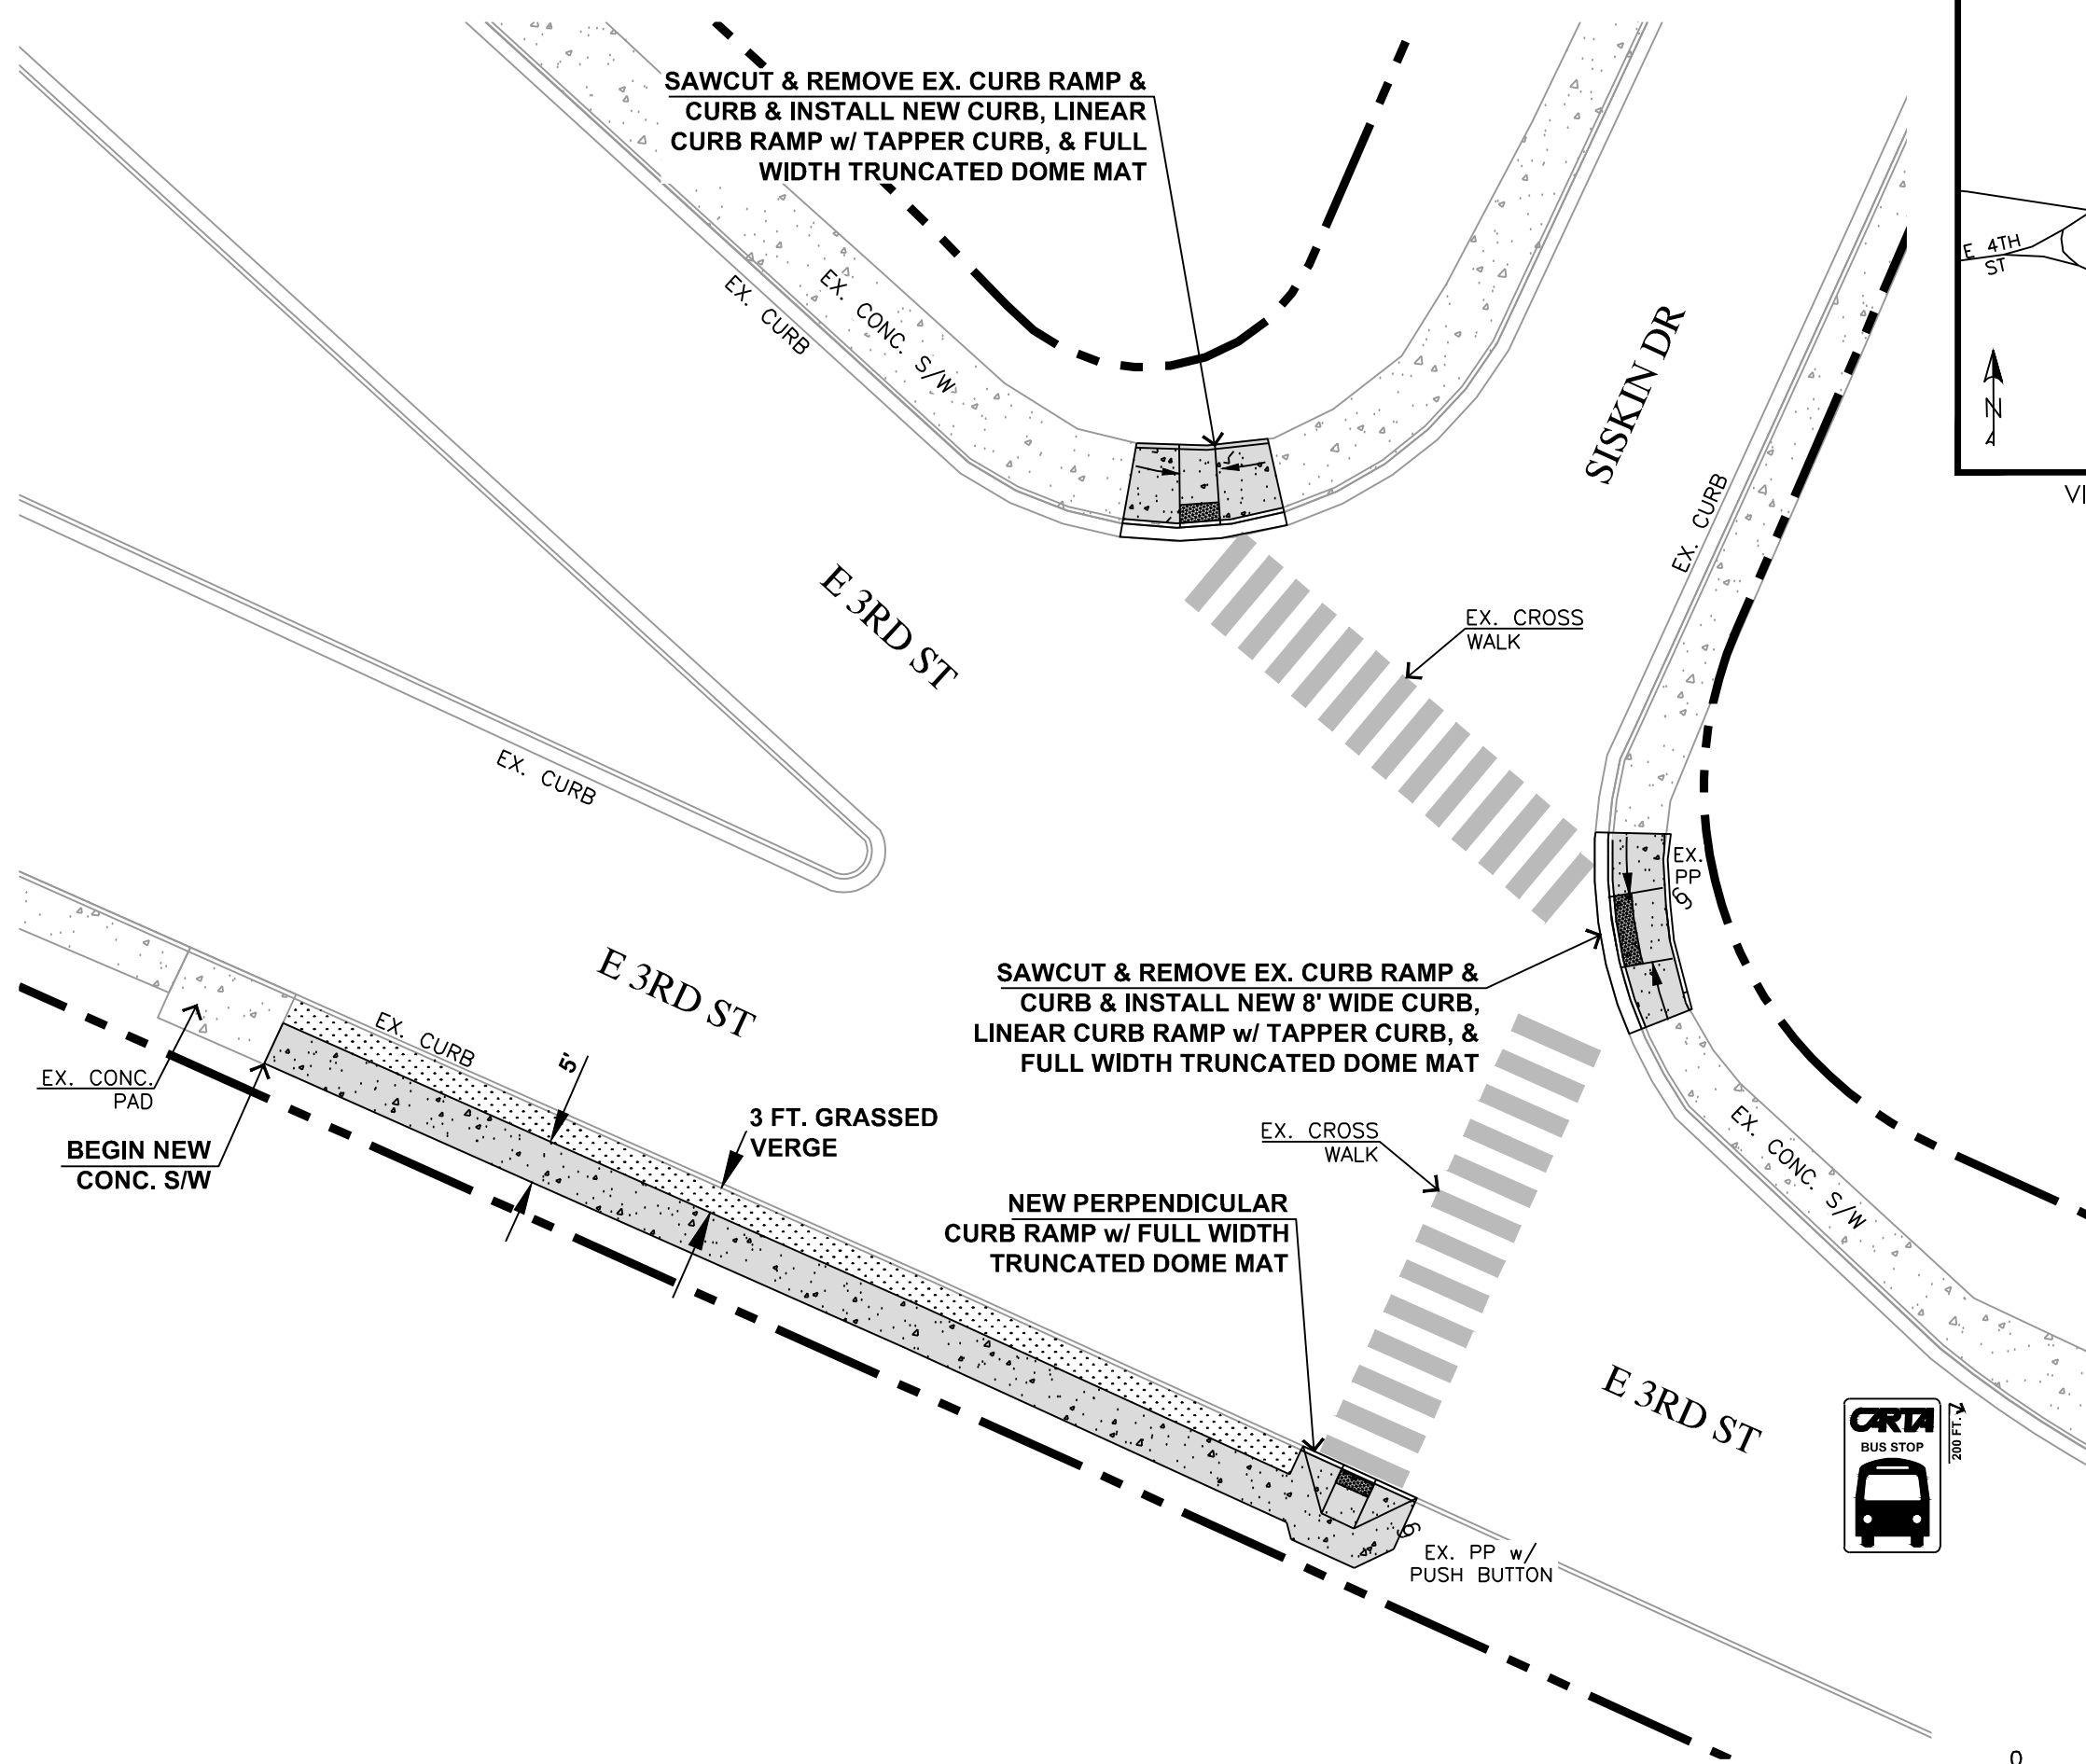 SAWCUT & REMOVE EX. CURB RAMP &
CURB & INSTALL NEW CURB, LINEAR
CURB RAMP w/ TAPPER CURB, & FULL
WIDTH TRUNCATED DOME MAT
E 4TH
ST
N
EX. CURB
EX. CONC. S/W
SISKIN DR
EX. CURB
VI
E 3RD ST
EX. CROSS
WALK
EX. CURB
EX.
PP
E 3RD ST
SAWCUT & REMOVE EX. CURB RAMP &
CURB & INSTALL NEW 8' WIDE CURB,
LINEAR CURB RAMP w/ TAPPER CURB, &
FULL WIDTH TRUNCATED DOME MAT
EX. CURB
5'
EX. CONC.
PAD
BEGIN NEW
CONC. S/W
3 FT. GRASSED
VERGE
EX. CROSS
WALK
EX. CONC. S/W
NEW PERPENDICULAR
CURB RAMP w/ FULL WIDTH
TRUNCATED DOME MAT
E 3RD ST
CARTA
BUS STOP
200 FT.
EX. PP w/
PUSH BUTTON
0